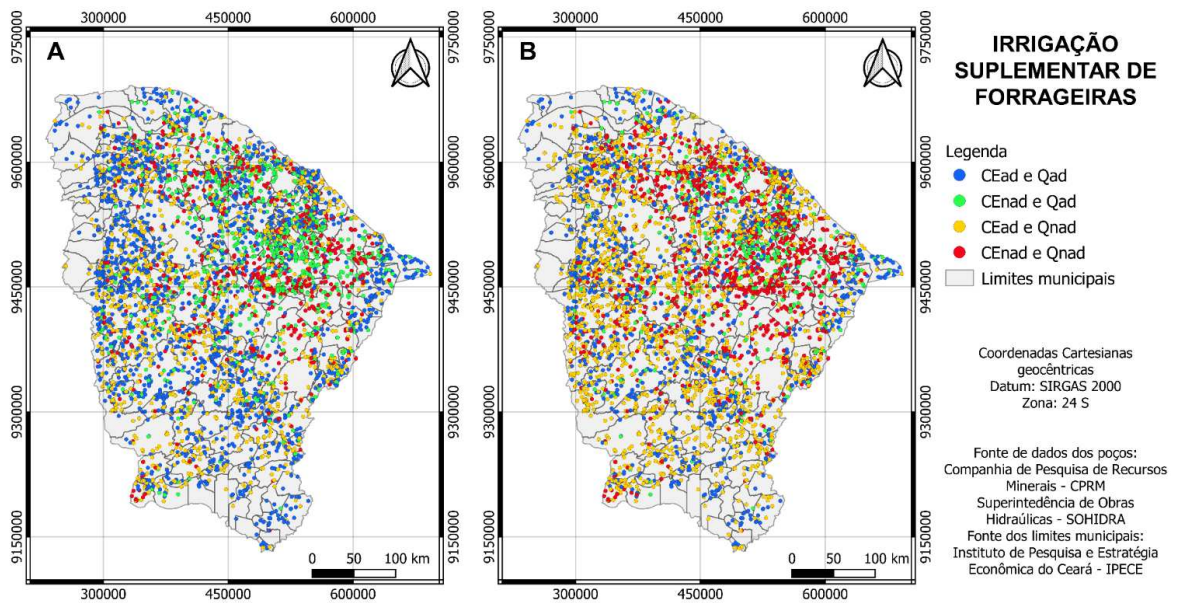 300000 450000 600000
300000 450000 600000
A
B
9750000
9600000
9450000
9300000
9150000
9750000
9600000
9450000
9300000
9150000
9750000
9600000
9450000
9300000
9150000
0 50 100 km
0 50 100 km
300000 450000 600000
300000 450000 600000
IRRIGAÇÃO
SUPLEMENTAR DE
FORRAGEIRAS
Legenda
CEad e Qad
CEnad e Qad
CEad e Qnad
CEnad e Qnad
Limites municipais
Coordenadas Cartesianas
geocêntricas
Datum: SIRGAS 2000
Zona: 24 S
Fonte de dados dos poços:
Companhia de Pesquisa de Recursos
Minerais - CPRM
Superintedência de Obras
Hidraúlicas - SOHIDRA
Fonte dos limites municipais:
Instituto de Pesquisa e Estratégia
Econômica do Ceará - IPECE